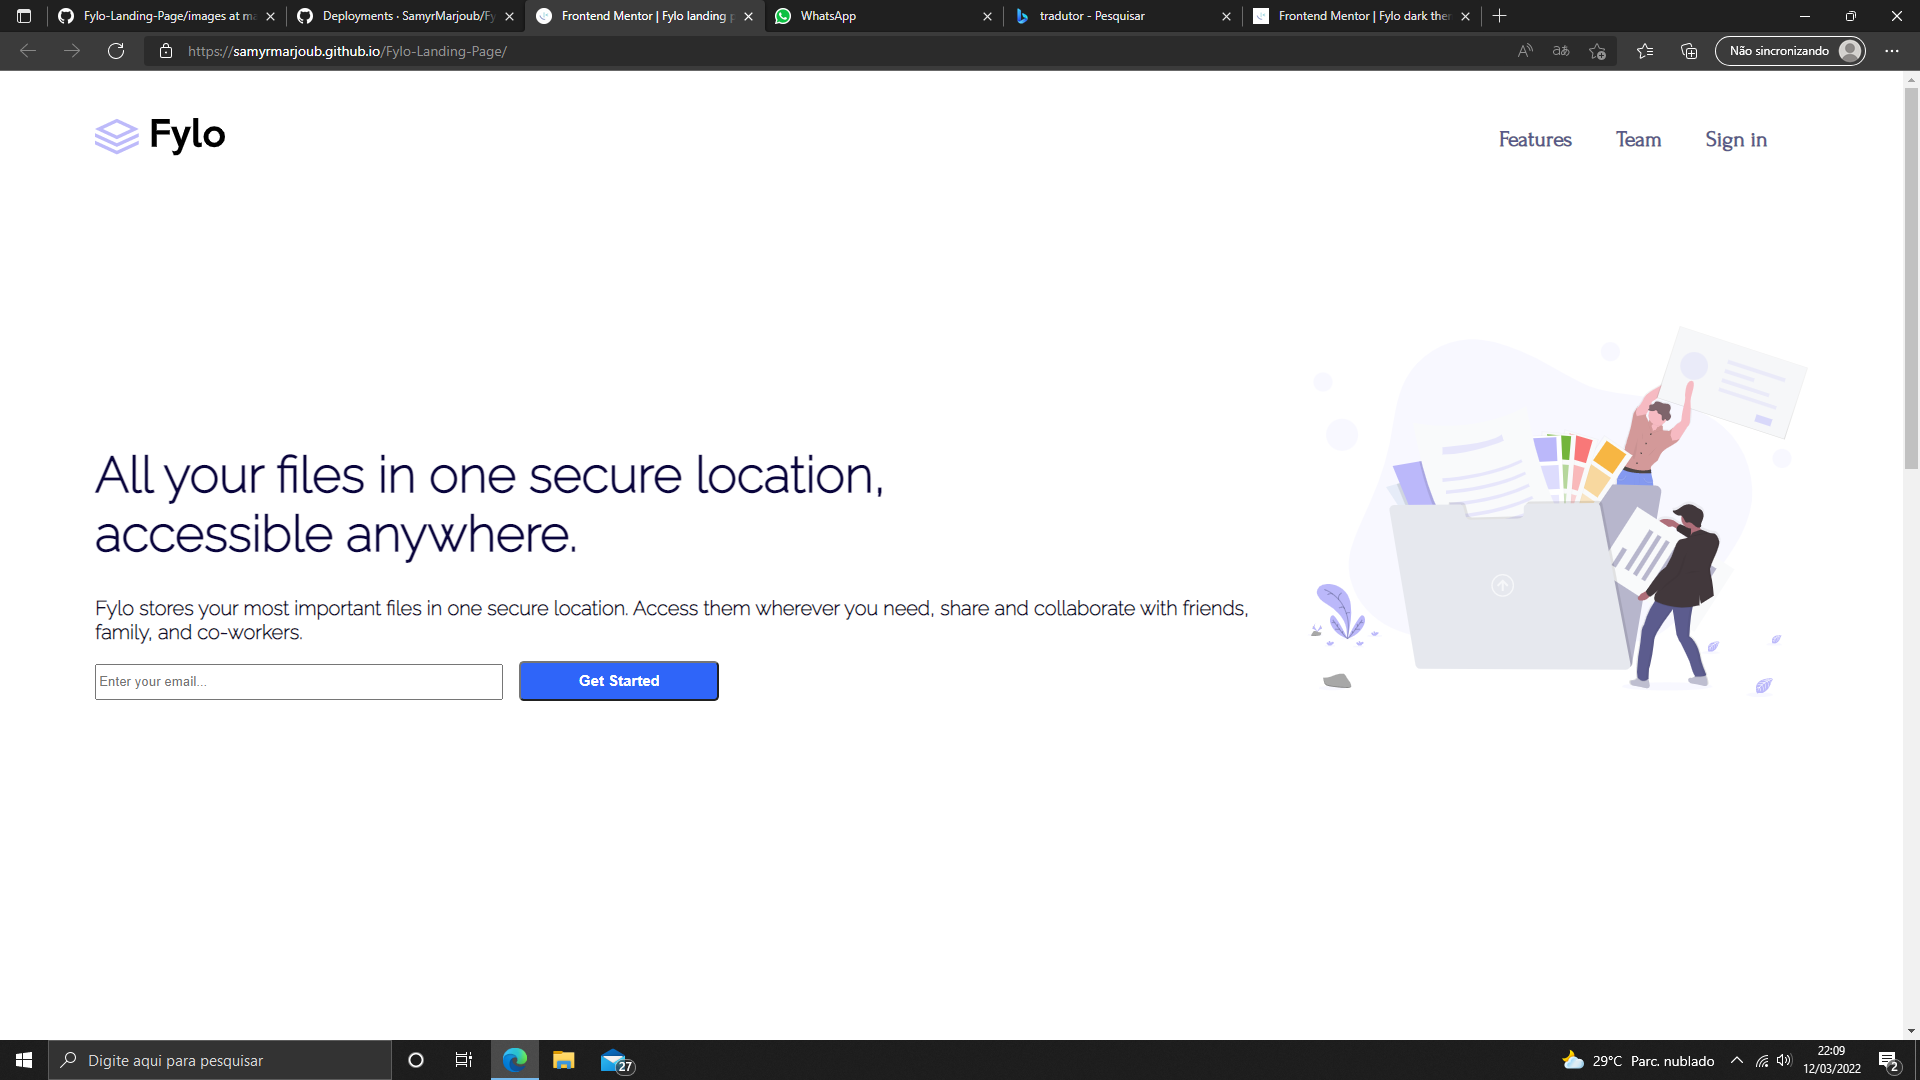 Fylo-Landing-Page/images at ma
Deployments · SamyrMarjoub/Fy
Frontend Mentor | Fylo landing p
WhatsApp
tradutor - Pesquisar
Frontend Mentor | Fylo dark ther
https://samyrmarjoub.github.io/Fylo-Landing-Page/
Não sincronizando
Fylo
Features
Team
Sign in
All your files in one secure location,
accessible anywhere.
Fylo stores your most important files in one secure location. Access them wherever you need, share and collaborate with friends,
family, and co-workers.
Enter your email...
Get Started
Digite aqui para pesquisar
27
29°C Parc. nublado
22:09
12/03/2022
2